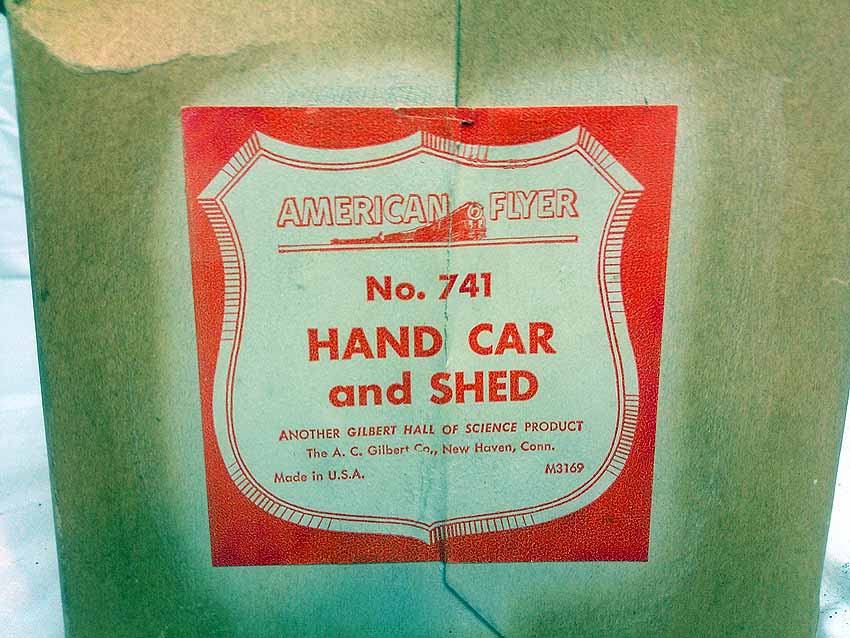 AMERICAN FLYER
No. 741
HAND CAR
and SHED
ANOTHER GILBERT HALL OF SCIENCE PRODUCT
The A. C. Gilbert Co., New Haven, Conn.
Made in U.S.A. M3169